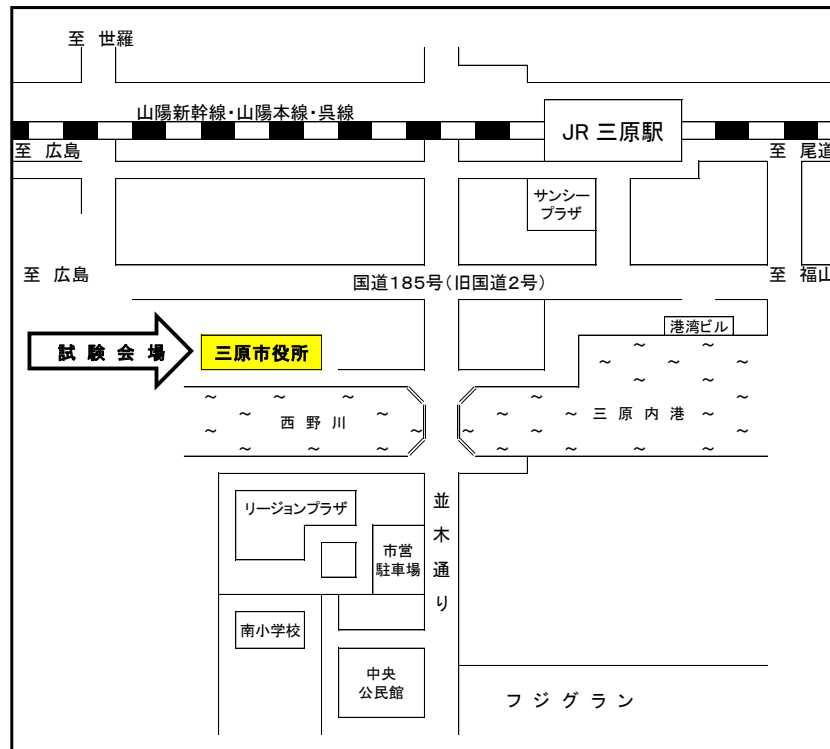 至 世羅
山陽新幹線・山陽本線・呉線
JR 三原駅
至 広島
至 尾道
サンシー
プラザ
至 広島
国道185号(旧国道2号)
至 福山
港湾ビル
試験会場
三原市役所
西野川
三原内港
リージョンプラザ
並木通り
市営
駐車場
南小学校
中央
公民館
フジグラン